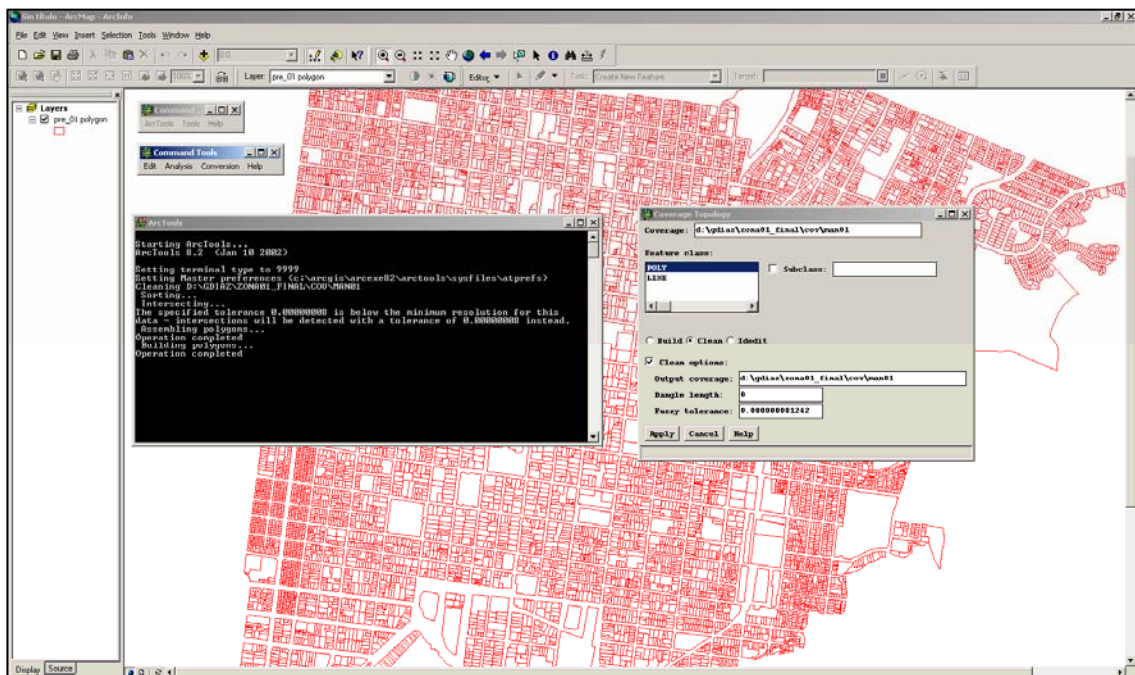 Sin título - ArcMap - ArcInfo
File Edit View Insert Selection Tools Window Help
100% Layer: pre_01 polygon Editor Task: Create New Feature Target:
Layers
pre_01 polygon
Command
ArcTools Tools Help
Command Tools
Edit Analysis Conversion Help
ArcTools
Starting ArcTools...
ArcTools 8.2 (Jan 10 2002)
Setting terminal type to 9999
Setting Master preferences (c:\arcgis\arcexe82\arctools\sysfiles\atprefs)
Cleaning D:\GDIAZ\ZONA01_FINAL\COV\MAN01
Sorting...
Intersecting...
The specified tolerance 0.00000000 is below the minimum resolution for this
data - intersections will be detected with a tolerance of 0.00000008 instead.
Assembling polygons...
Operation completed
Building polygons...
Operation completed
Coverage Topology
Coverage: d:\gdiaz\zona01_final\cov\man01
Feature class:
POLY
LINE
Subclass:
Build Clean Idedit
Clean options:
Output coverage: d:\gdiaz\zona01_final\cov\man01
Dangle length: 0
Fuzzy tolerance: 0.000000081242
Apply Cancel Help
Display Source